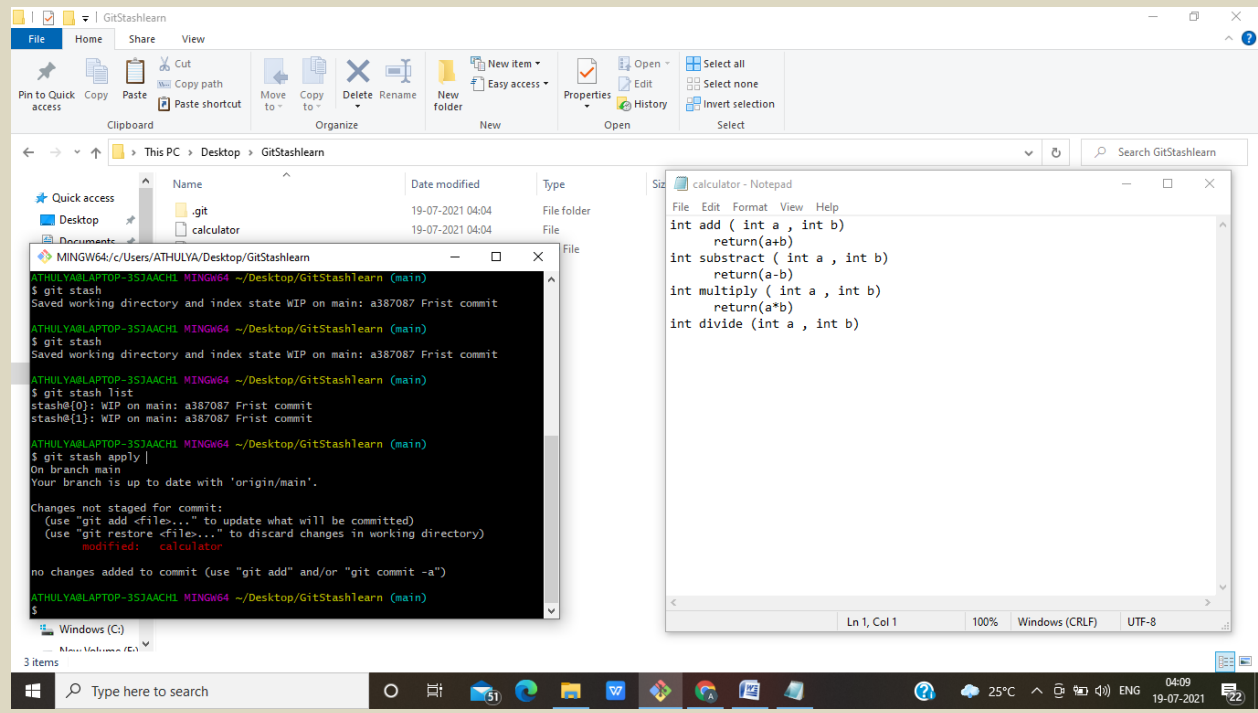 GitStashlearn
File Home Share View
Pin to Quick access
Copy
Paste
Cut
Copy path
Paste shortcut
Clipboard
Move to
Copy to
Delete
Rename
Organize
New folder
New item
Easy access
New
Properties
Open
Edit
History
Open
Select all
Select none
Invert selection
Select
This PC > Desktop > GitStashlearn
Search GitStashlearn
Quick access
Desktop
Documents
Name Date modified Type Siz
.git 19-07-2021 04:04 File folder
calculator 19-07-2021 04:04 File
File
MINGW64:/c/Users/ATHULYA/Desktop/GitStashlearn
ATHULYA@LAPTOP-3SJAACH1 MINGW64 ~/Desktop/GitStashlearn (main)
$ git stash
Saved working directory and index state WIP on main: a387087 Frist commit
ATHULYA@LAPTOP-3SJAACH1 MINGW64 ~/Desktop/GitStashlearn (main)
$ git stash
Saved working directory and index state WIP on main: a387087 Frist commit
ATHULYA@LAPTOP-3SJAACH1 MINGW64 ~/Desktop/GitStashlearn (main)
$ git stash list
stash@{0}: WIP on main: a387087 Frist commit
stash@{1}: WIP on main: a387087 Frist commit
ATHULYA@LAPTOP-3SJAACH1 MINGW64 ~/Desktop/GitStashlearn (main)
$ git stash apply
On branch main
Your branch is up to date with 'origin/main'.
Changes not staged for commit:
(use "git add <file>..." to update what will be committed)
(use "git restore <file>..." to discard changes in working directory)
modified: calculator
no changes added to commit (use "git add" and/or "git commit -a")
ATHULYA@LAPTOP-3SJAACH1 MINGW64 ~/Desktop/GitStashlearn (main)
$
calculator - Notepad
File Edit Format View Help
int add ( int a , int b)
return(a+b)
int substract ( int a , int b)
return(a-b)
int multiply ( int a , int b)
return(a*b)
int divide (int a , int b)
Ln 1, Col 1 100% Windows (CRLF) UTF-8
Windows (C:)
New Volume (E:)
3 items
Type here to search
51
25°C ENG
04:09
19-07-2021
22